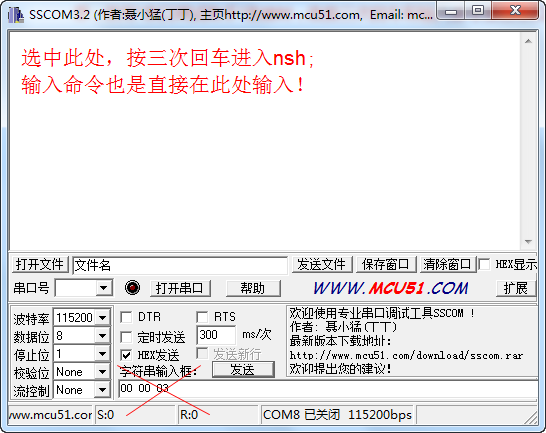 SSCOM3.2 (作者:聂小猛(丁丁), 主页http://www.mcu51.com, Email: mc...
选中此处，按三次回车进入nsh;
输入命令也是直接在此处输入！
打开文件 文件名 发送文件 保存窗口 清除窗口 HEX显示
串口号 打开串口 帮助 WWW.MCU51.COM 扩展
波特率 115200 DTR RTS
数据位 8 定时发送 300 ms/次
停止位 1 HEX发送 发送新行
校验位 None 字符串输入框: 发送
流控制 None 00 00 03
欢迎使用专业串口调试工具SSCOM !
作者: 聂小猛(丁丁)
最新版本下载地址:
http://www.mcu51.com/download/sscom.rar
欢迎提出您的建议!
www.mcu51.cor S:0 R:0 COM8 已关闭 115200bps